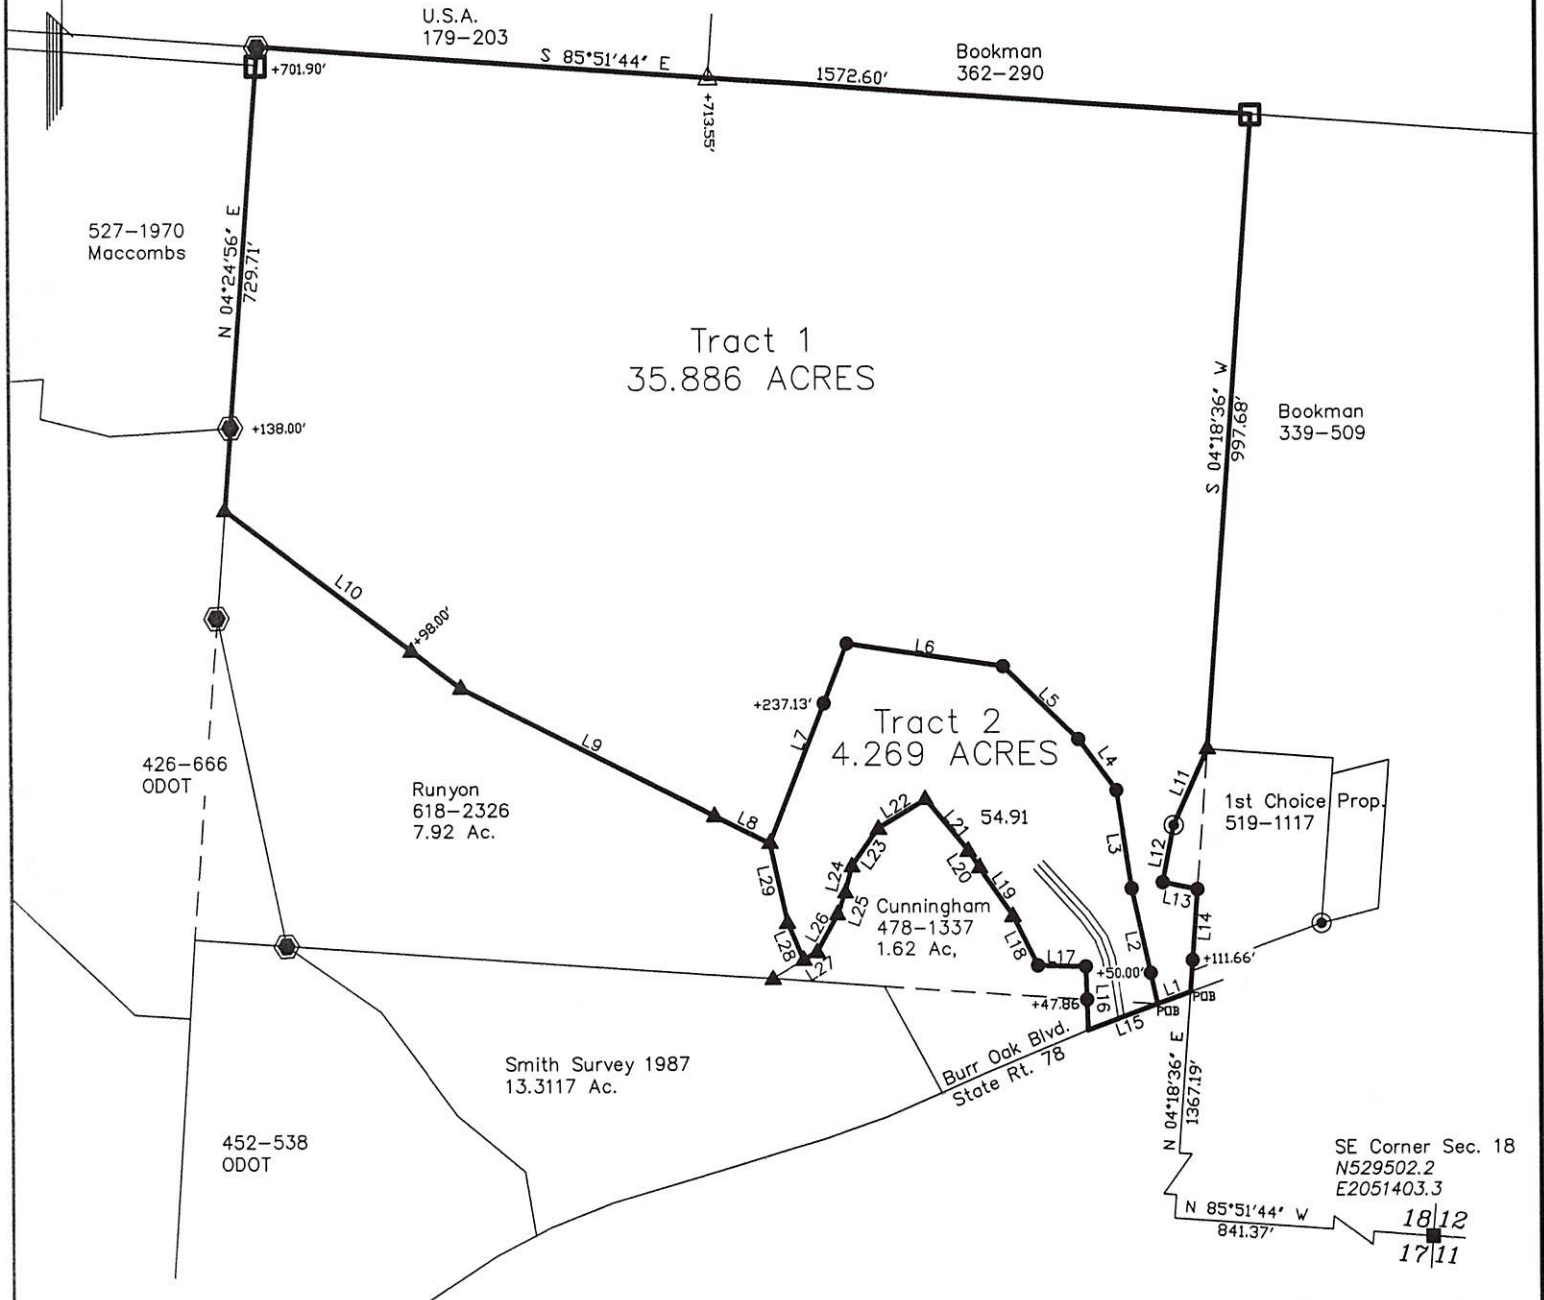 U.S.A.
179-203
S 85°51'44" E
1572.60'
Bookman
362-290
+701.90'
+713.55'
527-1970
Maccombs
N 04°24'56" E
729.71'
Tract 1
35.886 ACRES
S 04°18'36" W
997.68'
Bookman
339-509
+138.00'
L10
+98.00'
L9
L8
L6
+237.13'
L7
L5
L4
Tract 2
4.269 ACRES
426-666
ODOT
Runyon
618-2326
7.92 Ac.
L11
1st Choice Prop.
519-1117
L22
54.91
L21
L23
L20
L3
L12
L13
L24
L19
L29
L25
Cunningham
478-1337
1.62 Ac,
L26
L18
L14
L28
L27
L17
L2
+50.00'
+111.66'
L16
+47.86
L1
POB
POB
L15
Burr Oak Blvd.
State Rt. 78
Smith Survey 1987
13.3117 Ac.
N 04°18'36" E
1367.19'
452-538
ODOT
SE Corner Sec. 18
N529502.2
E2051403.3
N 85°51'44" W
841.37'
18 12
17 11